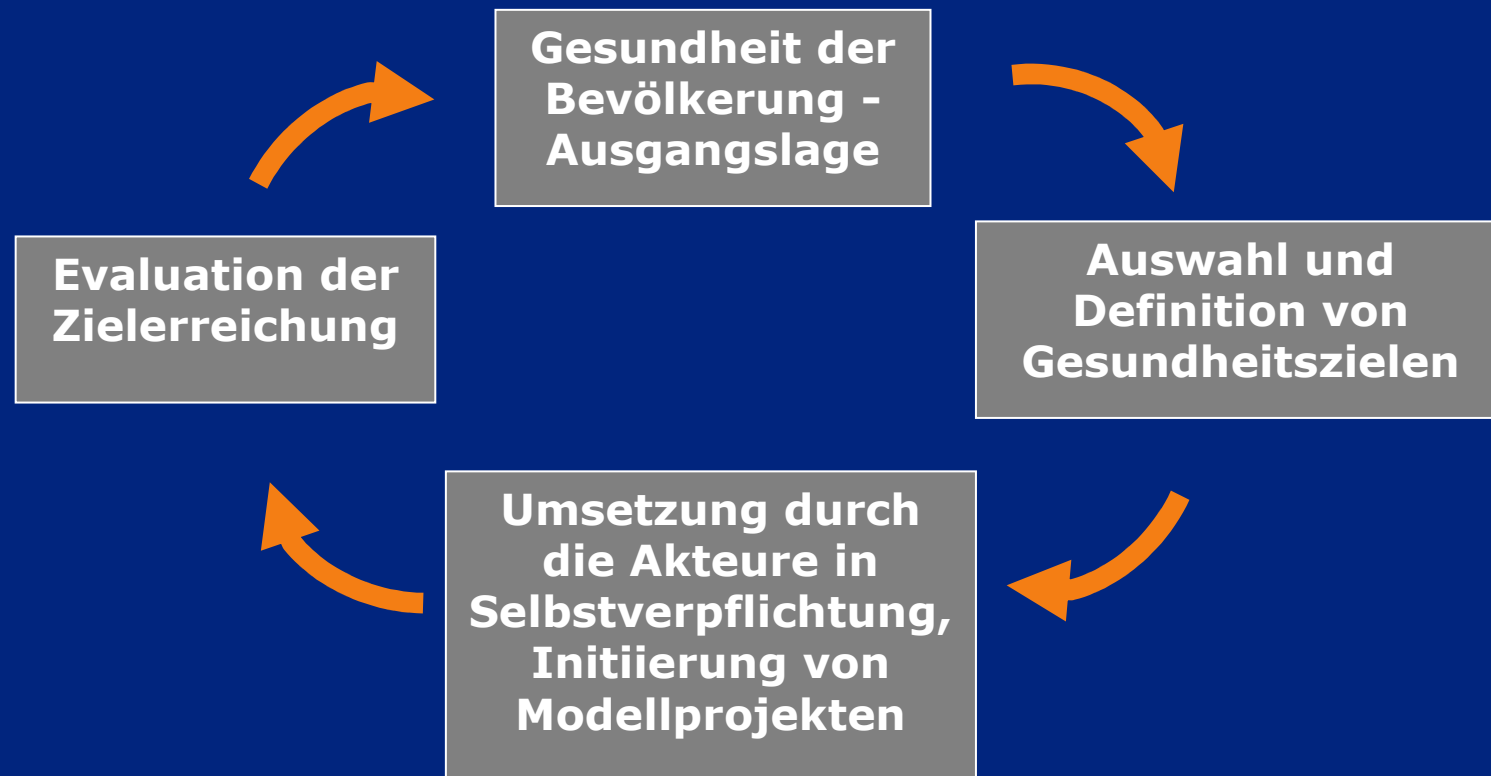 Gesundheit der
Bevölkerung -
Ausgangslage
Auswahl und
Definition von
Gesundheitszielen
Umsetzung durch
die Akteure in
Selbstverpflichtung,
Initiierung von
Modellprojekten
Evaluation der
Zielerreichung